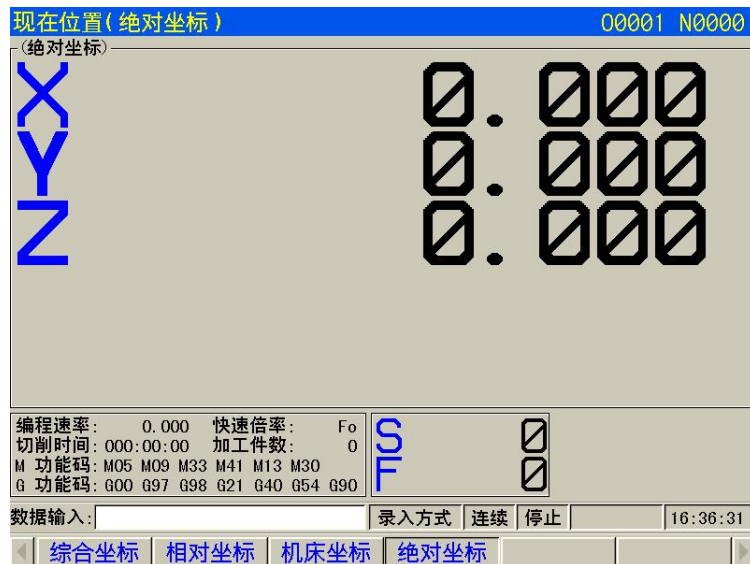 现在位置(绝对坐标) O0001 N0000
(绝对坐标)
X 0.000
Y 0.000
Z 0.000
编程速率: 0.000 快速倍率: Fo
切削时间: 000:00:00 加工件数: 0
M 功能码: M05 M09 M33 M41 M13 M30
G 功能码: G00 G97 G98 G21 G40 G54 G90
S 0
F 0
数据输入: 录入方式 连续 停止 16:36:31
综合坐标 相对坐标 机床坐标 绝对坐标